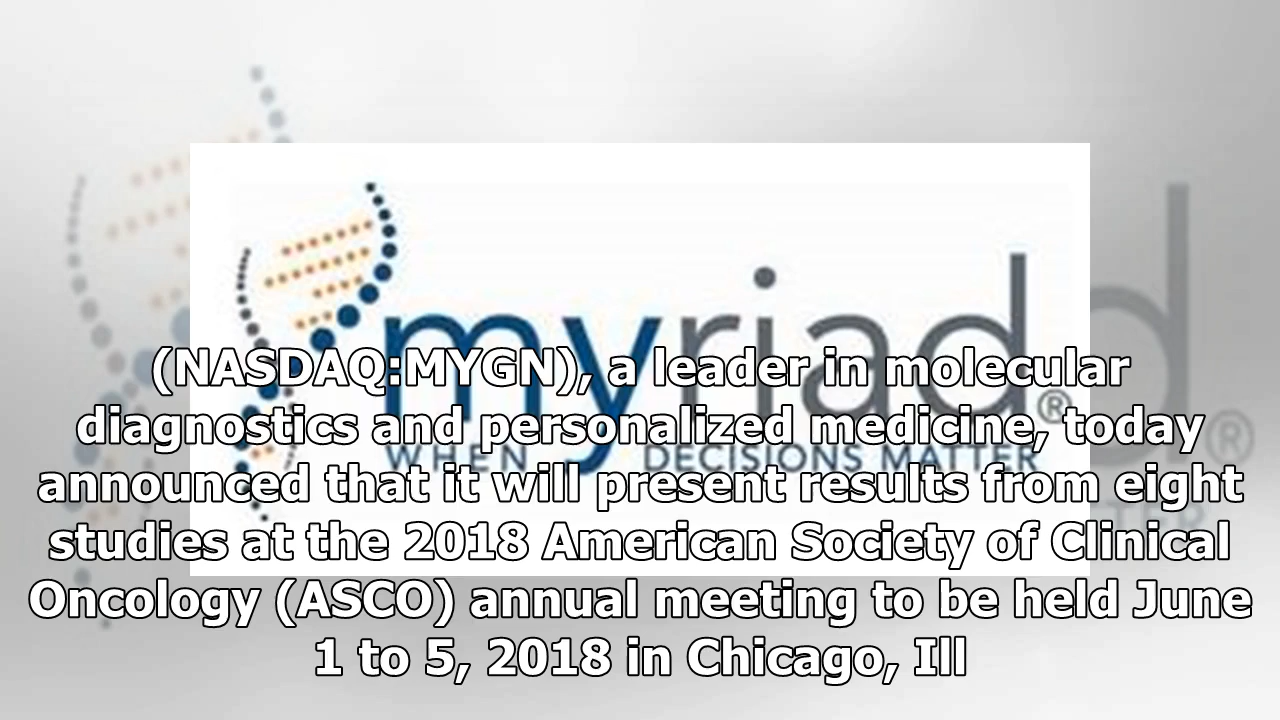 myriad®
WHEN DECISIONS MATTER
(NASDAQ:MYGN), a leader in molecular
diagnostics and personalized medicine, today
announced that it will present results from eight
studies at the 2018 American Society of Clinical
Oncology (ASCO) annual meeting to be held June
1 to 5, 2018 in Chicago, Ill